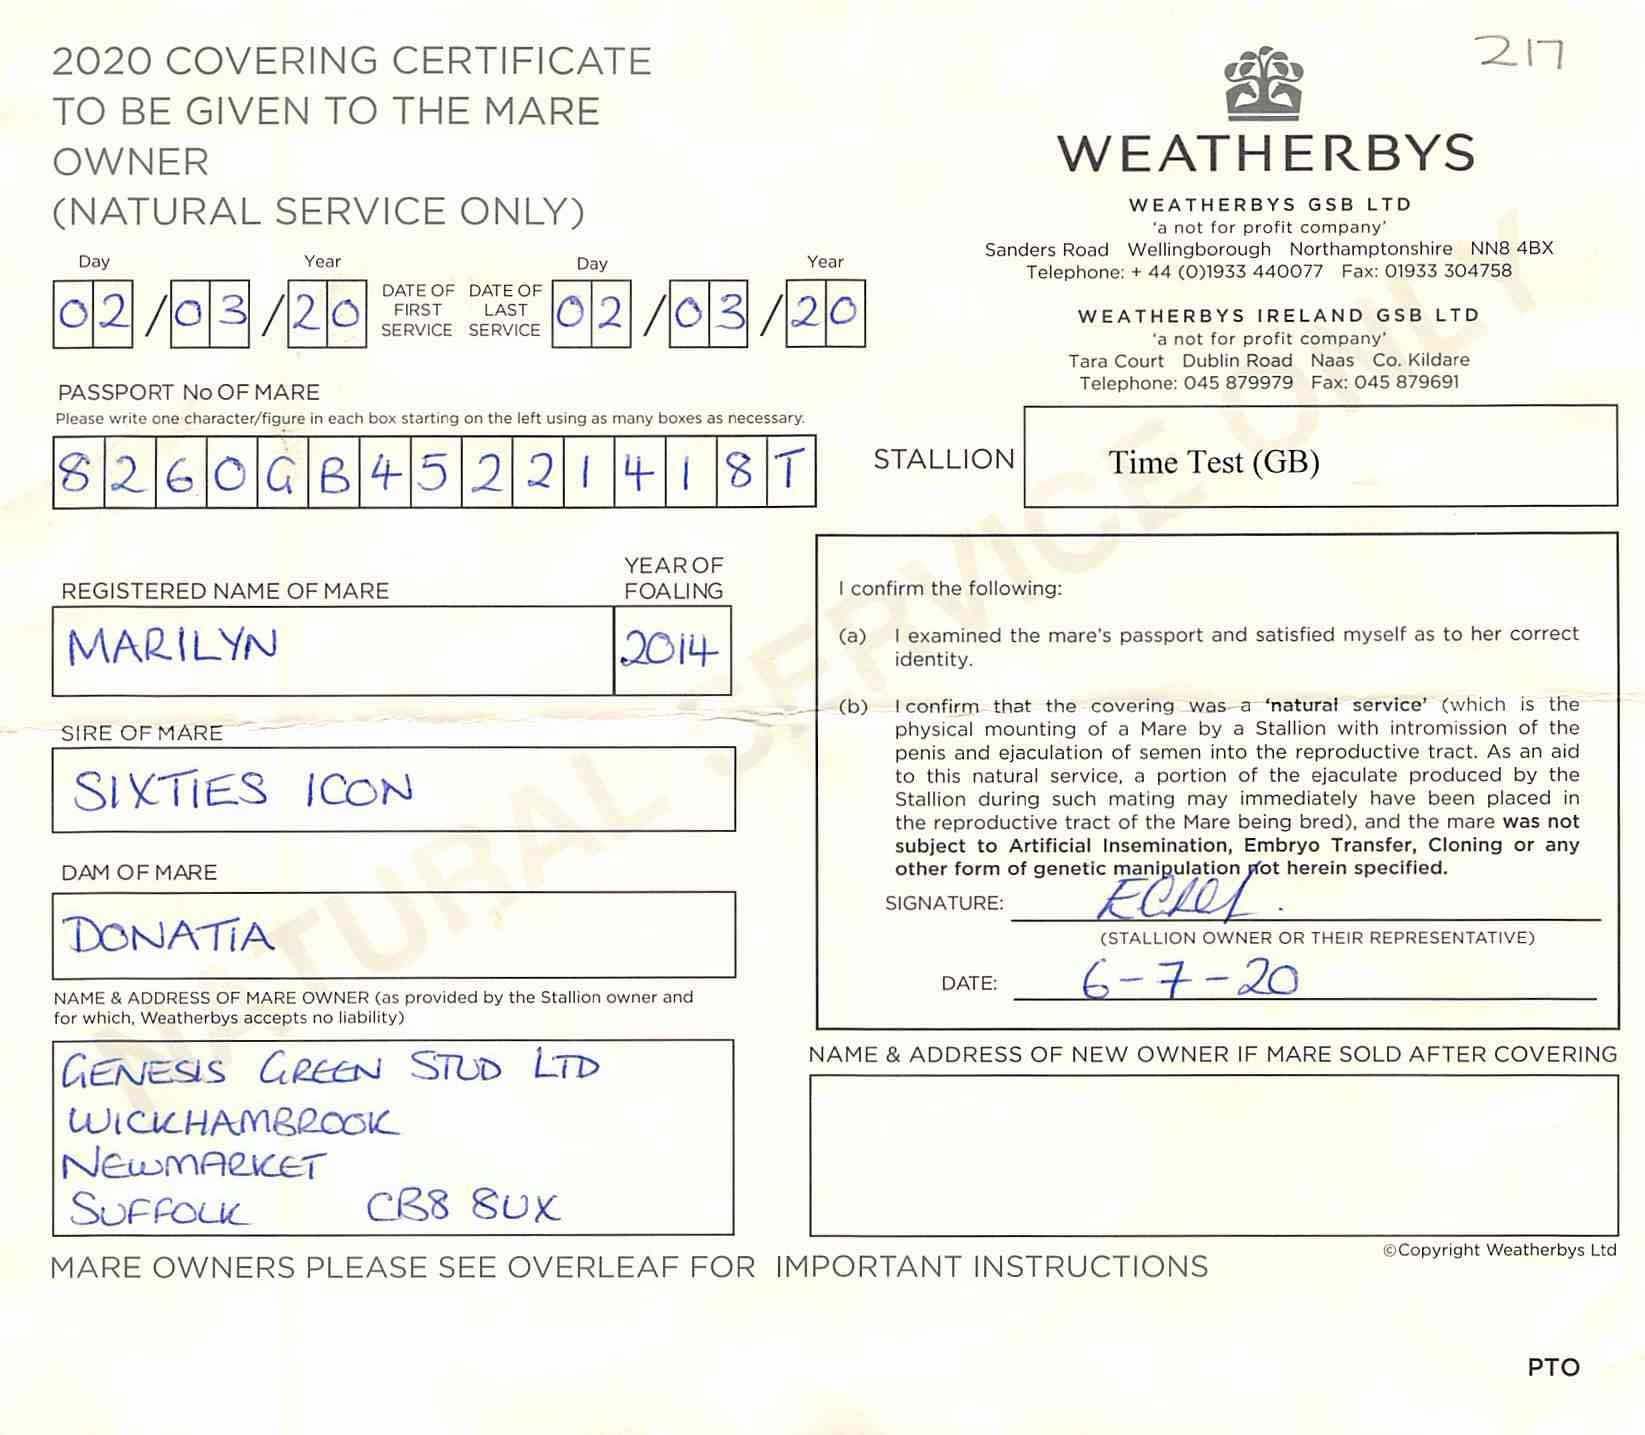 217
2020 COVERING CERTIFICATE
TO BE GIVEN TO THE MARE
OWNER
(NATURAL SERVICE ONLY)
Day Year Day Year
02/03/20 DATE OF FIRST SERVICE DATE OF LAST SERVICE 02/03/20
PASSPORT No OF MARE
Please write one character/figure in each box starting on the left using as many boxes as necessary.
8260GB45221418T
REGISTERED NAME OF MARE YEAR OF FOALING
MARILYN 2014
SIRE OF MARE
SIXTIES ICON
DAM OF MARE
DONATIA
NAME & ADDRESS OF MARE OWNER (as provided by the Stallion owner and
for which, Weatherbys accepts no liability)
GENESIS GREEN STUD LTD
WICKHAMBROOK
NEWMARKET
SUFFOLK CB8 8UX
WEATHERBYS
WEATHERBYS GSB LTD
'a not for profit company'
Sanders Road Wellingborough Northamptonshire NN8 4BX
Telephone: + 44 (0)1933 440077 Fax: 01933 304758
WEATHERBYS IRELAND GSB LTD
'a not for profit company'
Tara Court Dublin Road Naas Co. Kildare
Telephone: 045 879979 Fax: 045 879691
STALLION Time Test (GB)
I confirm the following:
(a) I examined the mare's passport and satisfied myself as to her correct
identity.
(b) I confirm that the covering was a 'natural service' (which is the
physical mounting of a Mare by a Stallion with intromission of the
penis and ejaculation of semen into the reproductive tract. As an aid
to this natural service, a portion of the ejaculate produced by the
Stallion during such mating may immediately have been placed in
the reproductive tract of the Mare being bred), and the mare was not
subject to Artificial Insemination, Embryo Transfer, Cloning or any
other form of genetic manipulation not herein specified.
SIGNATURE:
(STALLION OWNER OR THEIR REPRESENTATIVE)
DATE: 6-7-20
NAME & ADDRESS OF NEW OWNER IF MARE SOLD AFTER COVERING
©Copyright Weatherbys Ltd
MARE OWNERS PLEASE SEE OVERLEAF FOR IMPORTANT INSTRUCTIONS
PTO
NATURAL SERVICE ONLY